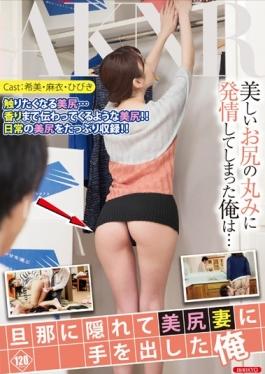 AKNR
Cast:希美・麻衣・ひびき
触りたくなる美尻…
香りまで伝わってくるような美尻!!
日常の美尻をたっぷり収録!!
美しいお尻の丸みに
発情してしまった俺は…
旦那に隠れて美尻妻に
手を出した俺
120